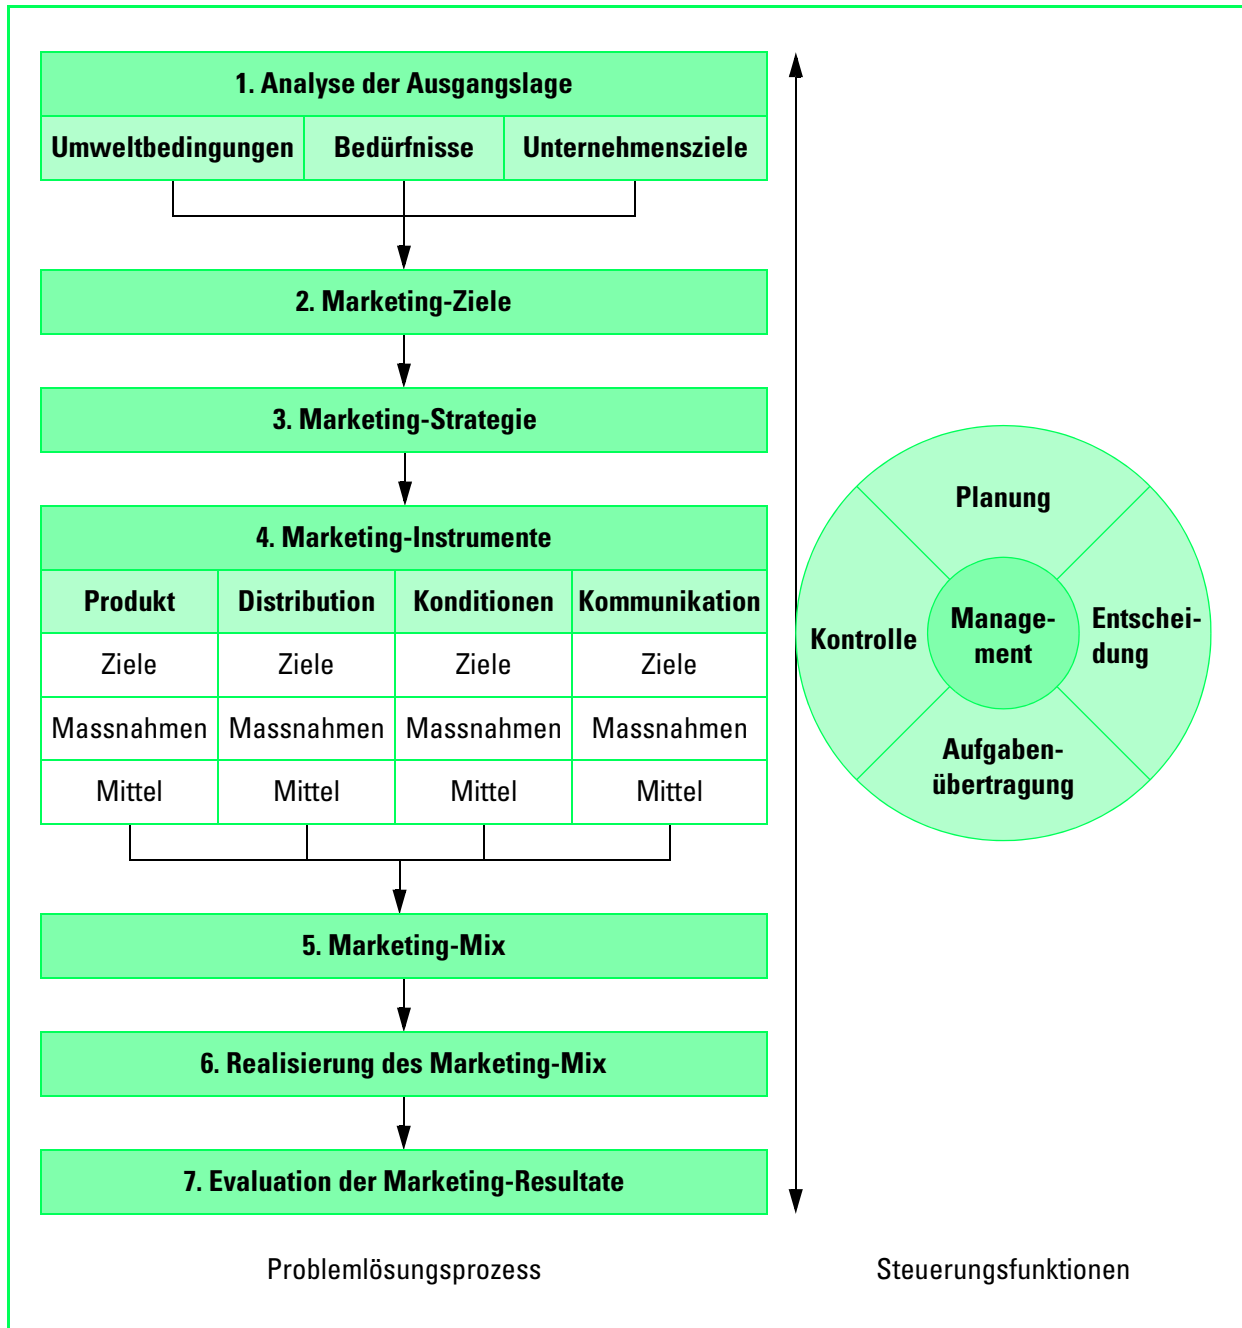 1. Analyse der Ausgangslage
Umweltbedingungen Bedürfnisse Unternehmensziele
2. Marketing-Ziele
3. Marketing-Strategie
4. Marketing-Instrumente
Produkt Distribution Konditionen Kommunikation
Ziele Ziele Ziele Ziele
Massnahmen Massnahmen Massnahmen Massnahmen
Mittel Mittel Mittel Mittel
5. Marketing-Mix
6. Realisierung des Marketing-Mix
7. Evaluation der Marketing-Resultate
Problemlösungsprozess
Planung
Kontrolle
Manage-
ment
Entschei-
dung
Aufgaben-
übertragung
Steuerungsfunktionen